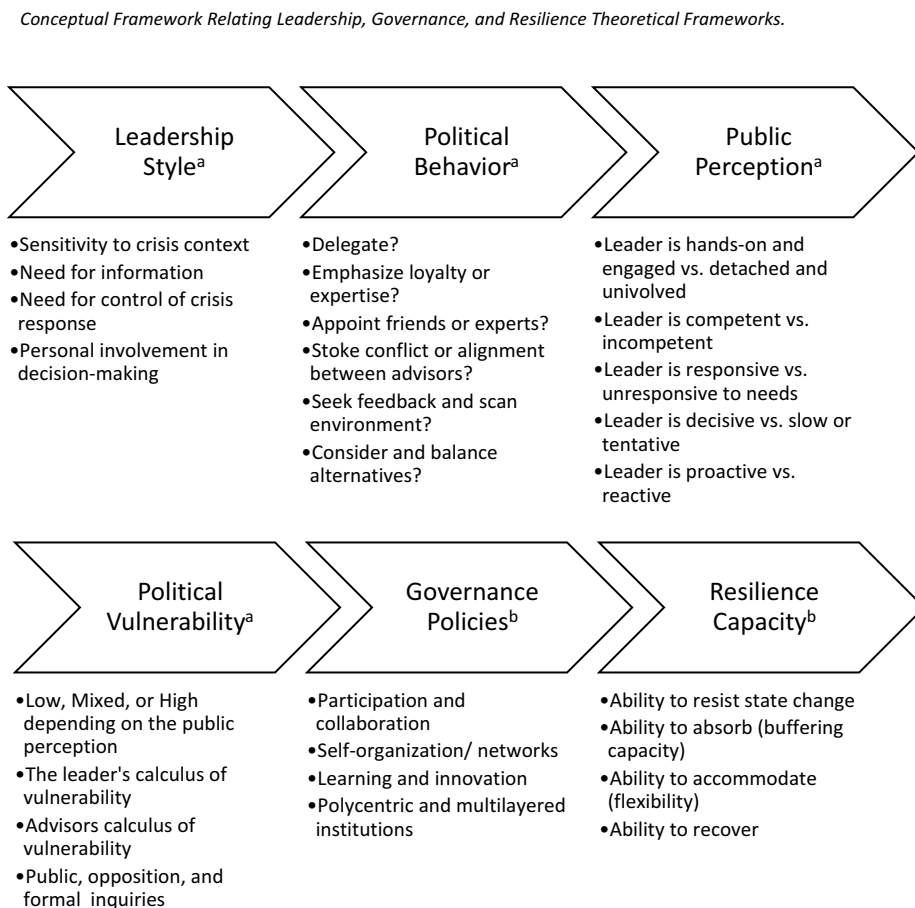 Conceptual Framework Relating Leadership, Governance, and Resilience Theoretical Frameworks.
Leadership
Styleᵃ
•Sensitivity to crisis context
•Need for information
•Need for control of crisis
response
•Personal involvement in
decision-making
Political
Behaviorᵃ
•Delegate?
•Emphasize loyalty or
expertise?
•Appoint friends or experts?
•Stoke conflict or alignment
between advisors?
•Seek feedback and scan
environment?
•Consider and balance
alternatives?
Public
Perceptionᵃ
•Leader is hands-on and
engaged vs. detached and
univolved
•Leader is competent vs.
incompetent
•Leader is responsive vs.
unresponsive to needs
•Leader is decisive vs. slow or
tentative
•Leader is proactive vs.
reactive
Political
Vulnerabilityᵃ
•Low, Mixed, or High
depending on the public
perception
•The leader's calculus of
vulnerability
•Advisors calculus of
vulnerability
•Public, opposition, and
formal inquiries
Governance
Policiesᵇ
•Participation and
collaboration
•Self-organization/ networks
•Learning and innovation
•Polycentric and multilayered
institutions
Resilience
Capacityᵇ
•Ability to resist state change
•Ability to absorb (buffering
capacity)
•Ability to accommodate
(flexibility)
•Ability to recover